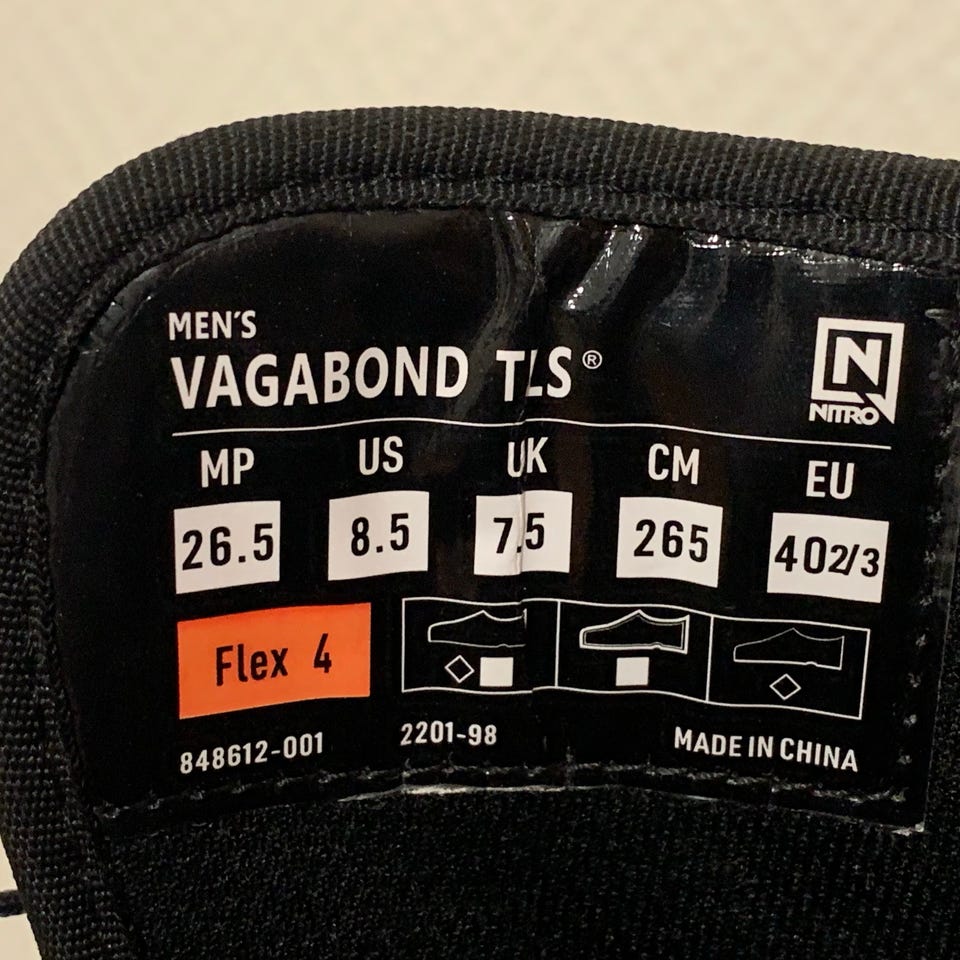 MEN'S
VAGABOND TLS®
N
NITRO
MP US UK CM EU
26.5 8.5 7.5 265 40 2/3
Flex 4
848612-001 2201-98 MADE IN CHINA